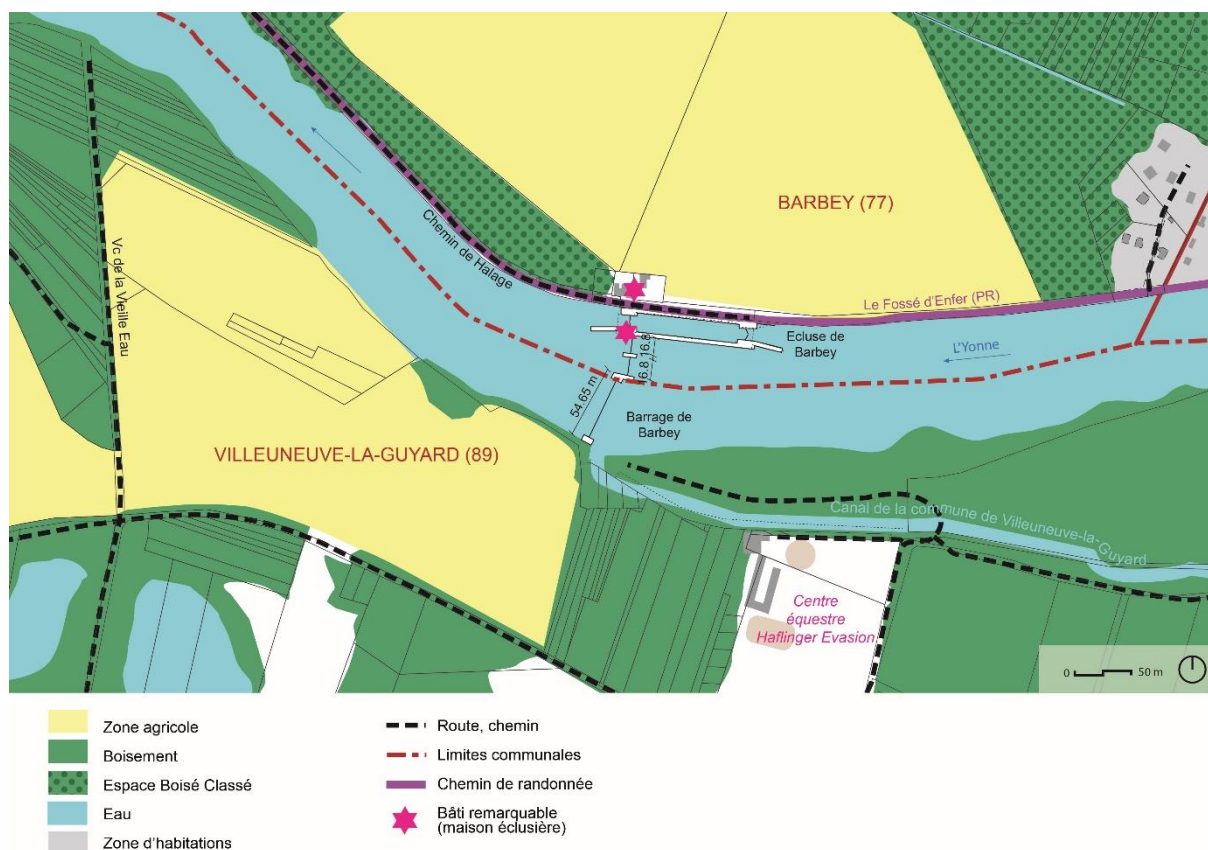 BARBEY (77)
Chemin de Halage
Vc de la Vieille Eau
Le Fossé d'Enfer (PR)
Ecluse de
Barbey
L'Yonne
16.8
16.8
54.65 m
Barrage de
Barbey
VILLEUNEUVE-LA-GUYARD (89)
Canal de la commune de Villeuneuve-la-
Guyard
Centre
équestre
Haflinger Evasion
0 50 m
Zone agricole
Boisement
Espace Boisé Classé
Eau
Zone d'habitations
Route, chemin
Limites communales
Chemin de randonnée
Bâti remarquable
(maison éclusière)